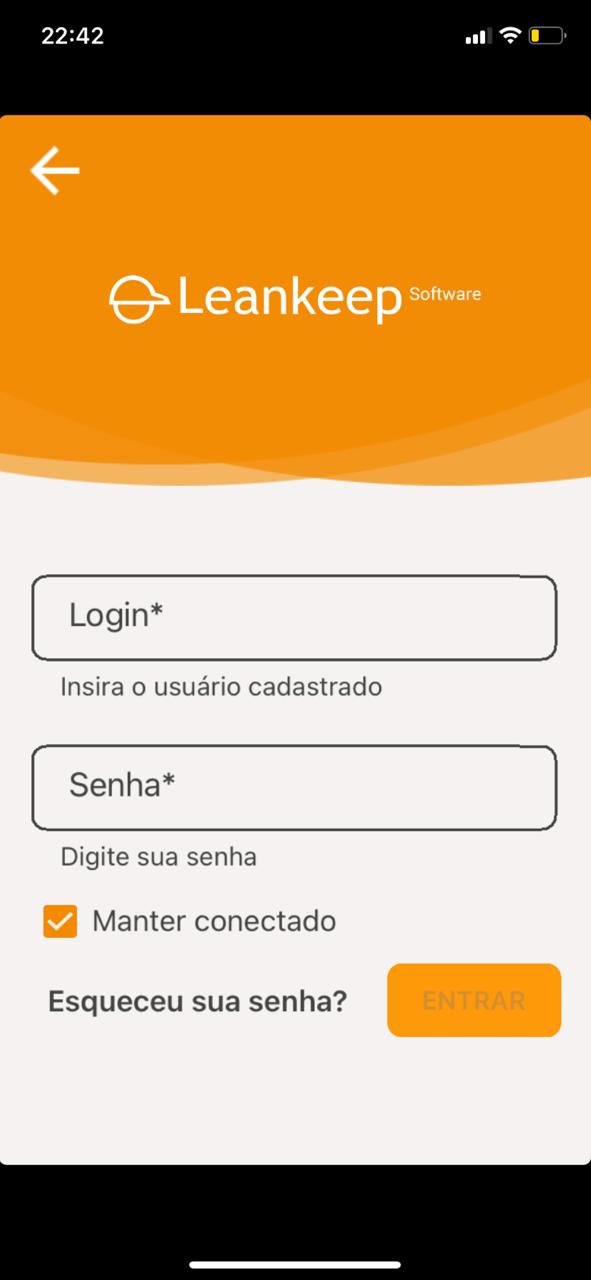 22:42
Leankeep Software
Login*
Insira o usuário cadastrado
Senha*
Digite sua senha
Manter conectado
Esqueceu sua senha?
ENTRAR